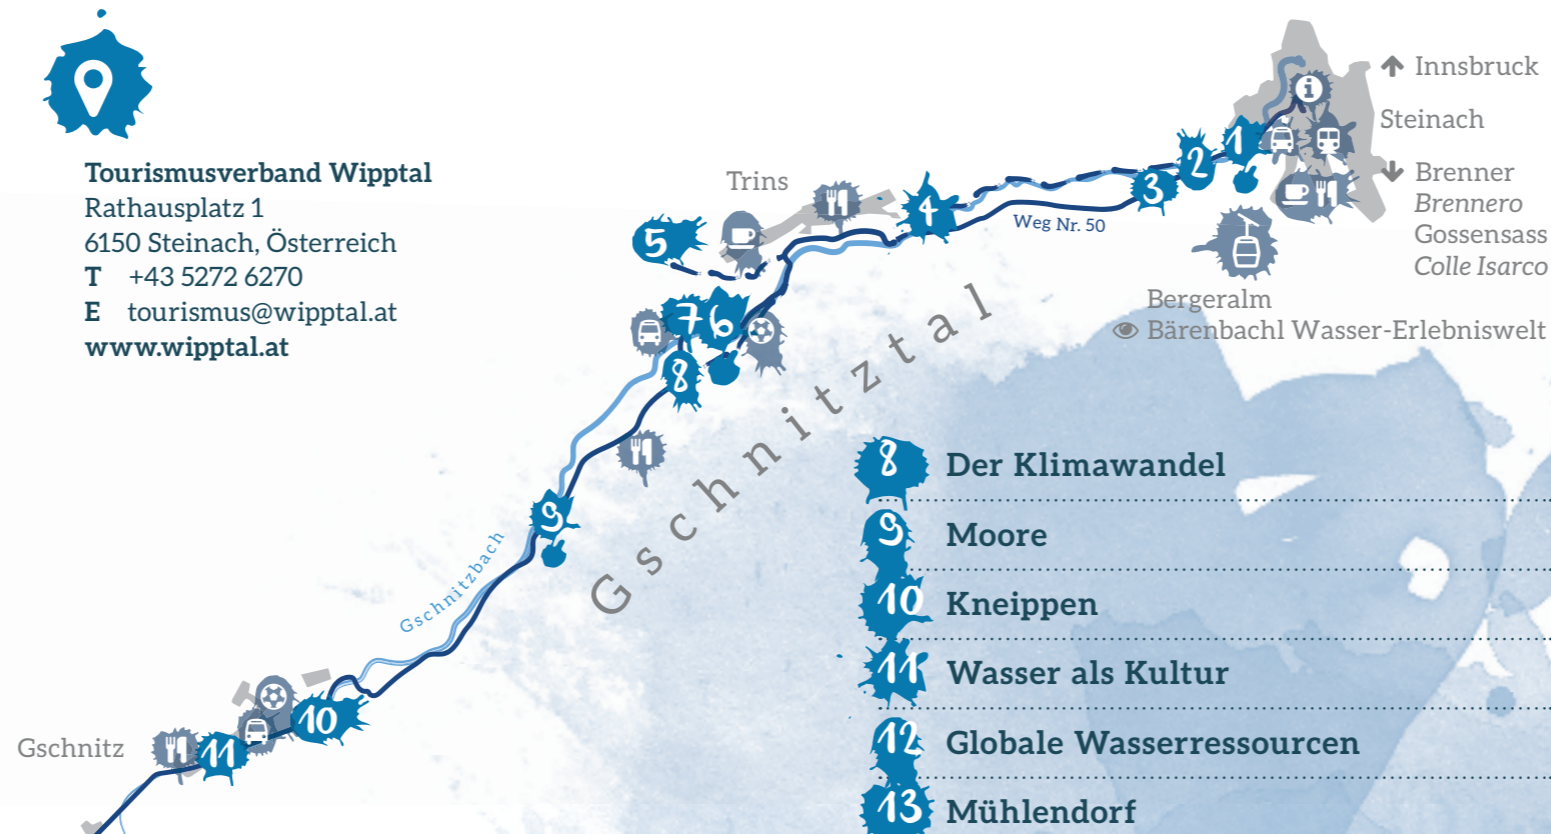 Tourismusverband Wipptal
Rathausplatz 1
6150 Steinach, Österreich
T +43 5272 6270
E tourismus@wipptal.at
www.wipptal.at
Innsbruck
Steinach
Brenner
Brennero
Gossensass
Colle Isarco
1
2
3
4
Weg Nr. 50
Trins
5
Bergeralm
Bärenbachl Wasser-Erlebniswelt
7
6
8
Gschnitztal
9
Gschnitzbach
10
11
Gschnitz
8 Der Klimawandel
9 Moore
10 Kneippen
11 Wasser als Kultur
12 Globale Wasserressourcen
13 Mühlendorf